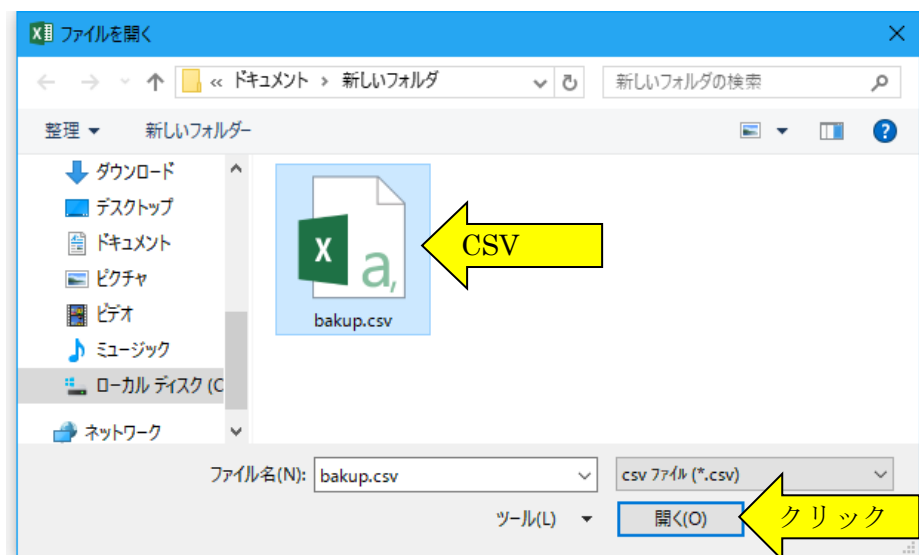 ファイルを開く
« ドキュメント › 新しいフォルダ
新しいフォルダの検索
整理
新しいフォルダー
ダウンロード
デスクトップ
ドキュメント
ピクチャ
ビデオ
ミュージック
ローカル ディスク (C
ネットワーク
bakup.csv
CSV
ファイル名(N): bakup.csv
csv ファイル (*.csv)
ツール(L)
開く(O)
クリック